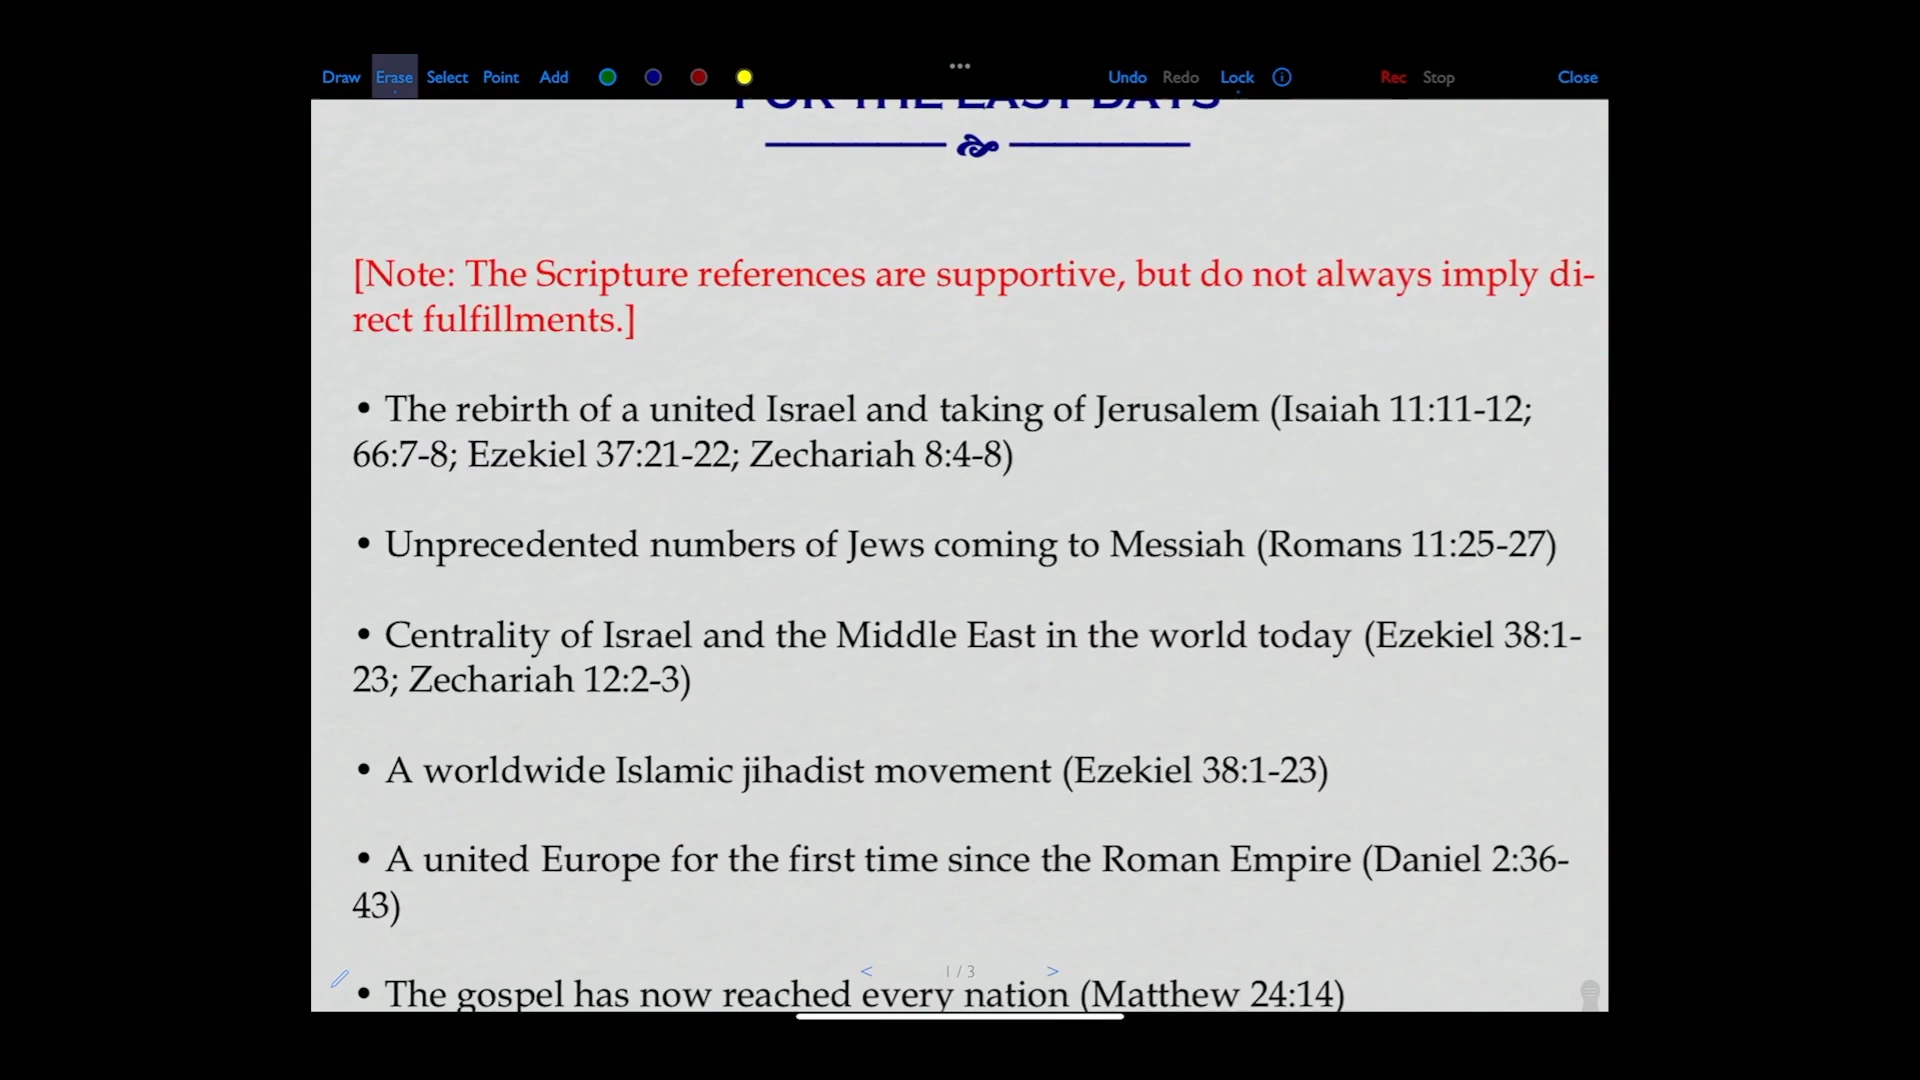 Draw Erase Select Point Add ••• Undo Redo Lock Rec Stop Close
FOR THE LAST DAYS
[Note: The Scripture references are supportive, but do not always imply di-
rect fulfillments.]
• The rebirth of a united Israel and taking of Jerusalem (Isaiah 11:11-12;
66:7-8; Ezekiel 37:21-22; Zechariah 8:4-8)
• Unprecedented numbers of Jews coming to Messiah (Romans 11:25-27)
• Centrality of Israel and the Middle East in the world today (Ezekiel 38:1-
23; Zechariah 12:2-3)
• A worldwide Islamic jihadist movement (Ezekiel 38:1-23)
• A united Europe for the first time since the Roman Empire (Daniel 2:36-
43)
< 1 / 3 >
• The gospel has now reached every nation (Matthew 24:14)